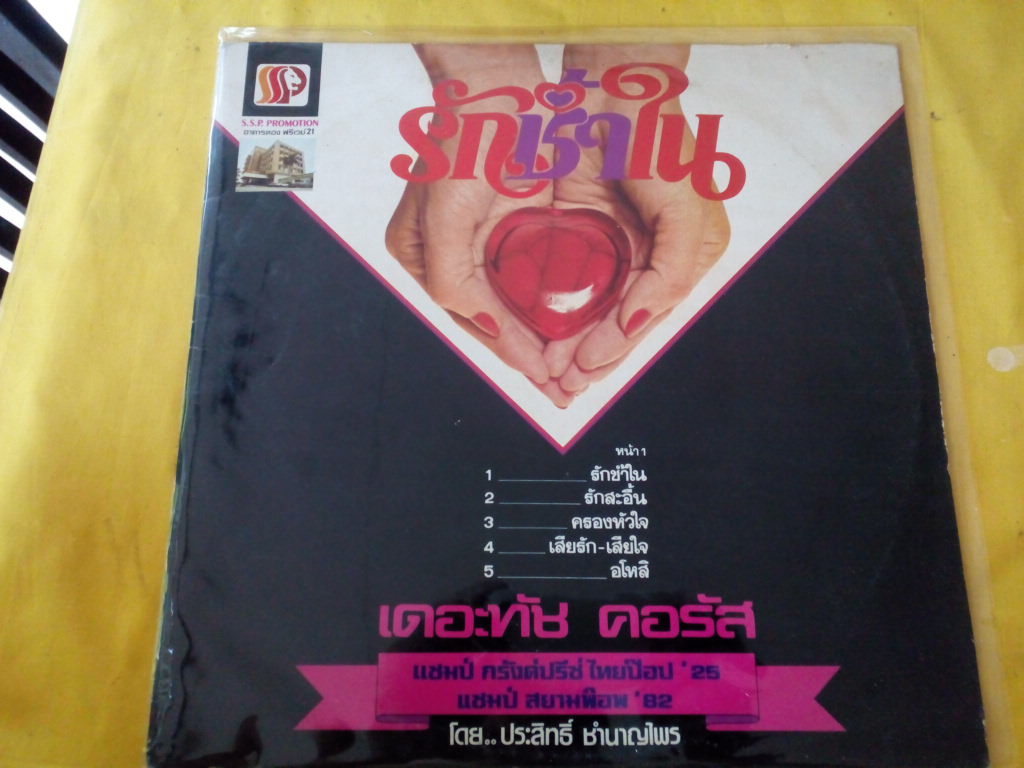 S.S.P. PROMOTION
อาคารทอง ฟรีเวย์ 21
รักช้ำใน
หน้า 1
1 รักช้ำใน
2 รักสะอื้น
3 ครองหัวใจ
4 เสียรัก-เสียใจ
5 อโหสิ
เดอะทัช คอรัส
แชมป์ กรังด์ปรีซ์ ไทยป๊อป '25
แชมป์ สยามพ๊อพ '82
โดย.. ประสิทธิ์ ชำนาญไพร